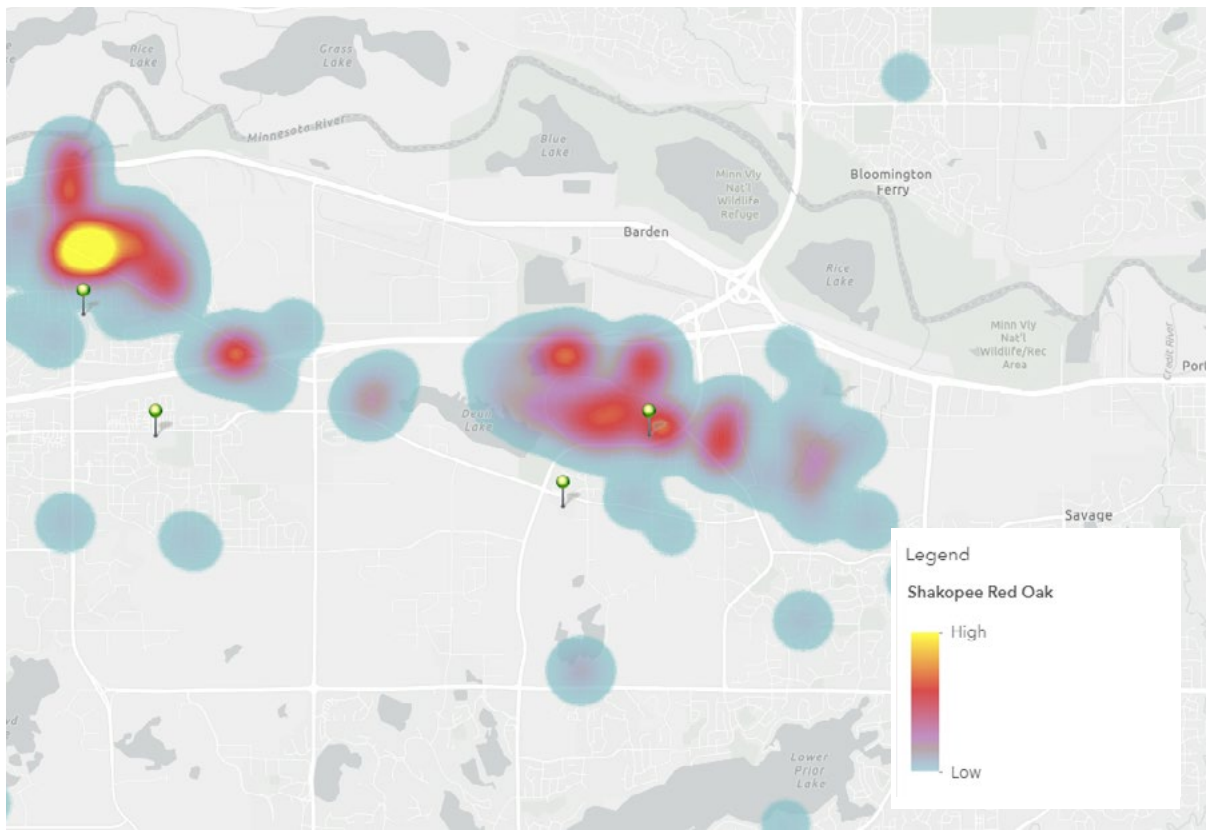 Rice
Lake
Grass
Lake
Minnesota River
Blue
Lake
Minn Vly
Nat'l
Wildlife
Refuge
Bloomington
Ferry
Barden
Rice
Lake
Minn Vly
Nat'l
Wildlife/Rec
Area
Credit River
Port
Devil
Lake
Savage
Legend
Shakopee Red Oak
High
Low
Lower
Prior
Lake